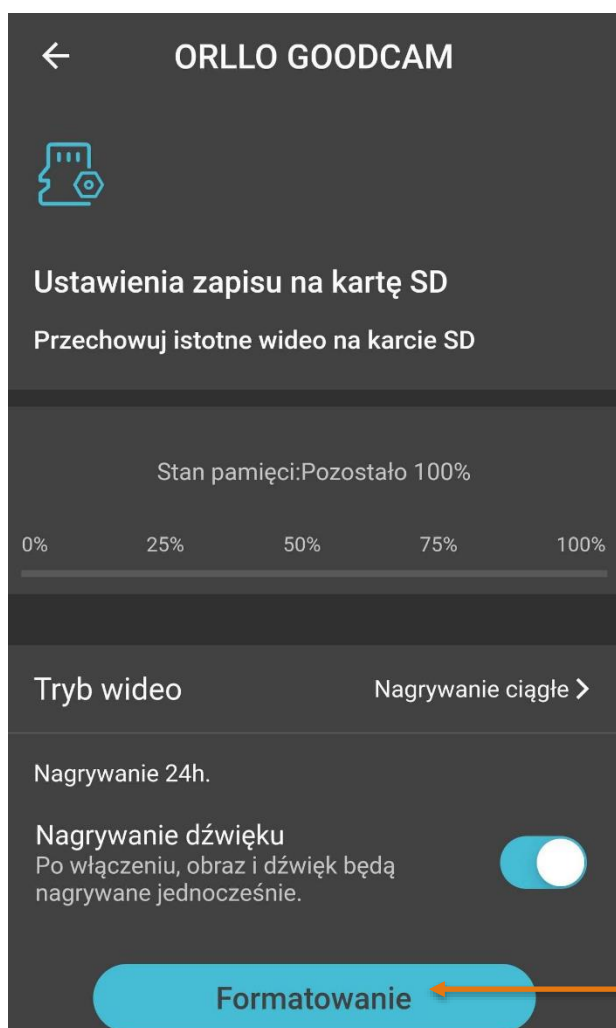 ORLLO GOODCAM
Ustawienia zapisu na kartę SD
Przechowuj istotne wideo na karcie SD
Stan pamięci:Pozostało 100%
0% 25% 50% 75% 100%
Tryb wideo Nagrywanie ciągłe
Nagrywanie 24h.
Nagrywanie dźwięku
Po włączeniu, obraz i dźwięk będą
nagrywane jednocześnie.
Formatowanie